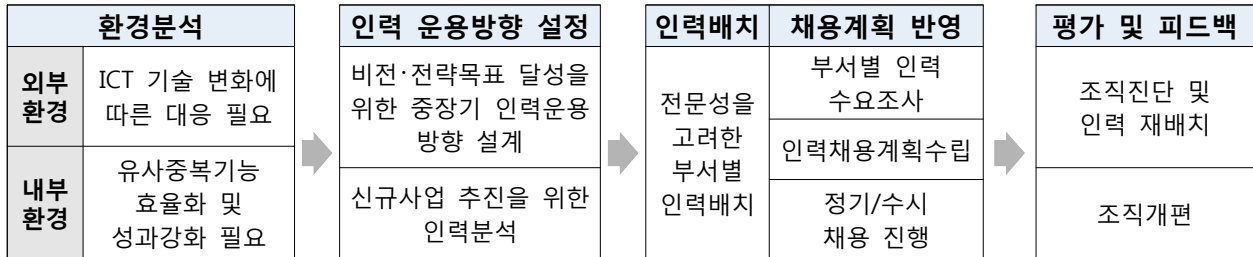 환경분석
외부
환경
ICT 기술 변화에
따른 대응 필요
내부
환경
유사중복기능
효율화 및
성과강화 필요
인력 운용방향 설정
비전·전략목표 달성을
위한 중장기 인력운용
방향 설계
신규사업 추진을 위한
인력분석
인력배치
전문성을
고려한
부서별
인력배치
채용계획 반영
부서별 인력
수요조사
인력채용계획수립
정기/수시
채용 진행
평가 및 피드백
조직진단 및
인력 재배치
조직개편